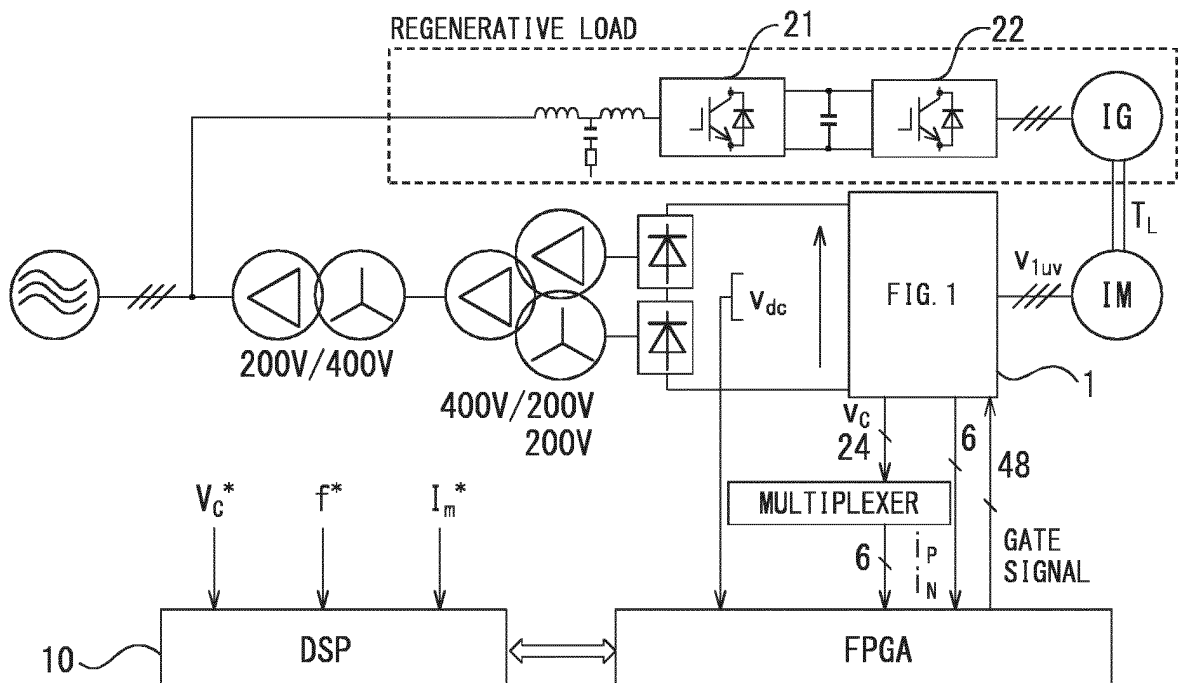 REGENERATIVE LOAD
21
22
IG
T_L
v_1uv
IM
FIG. 1
v_dc
1
200V/400V
400V/200V
200V
v_C
24
6
48
MULTIPLEXER
6
i_P
i_N
GATE
SIGNAL
V_C*
f*
I_m*
10
DSP
FPGA